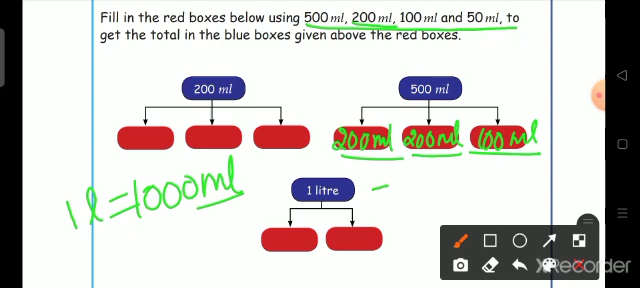 Fill in the red boxes below using 500 ml, 200 ml, 100 ml and 50 ml, to
get the total in the blue boxes given above the red boxes.
200 ml
500 ml
200ml 200ml 100 ml
1 l = 1000ml
1 litre
XRecorder